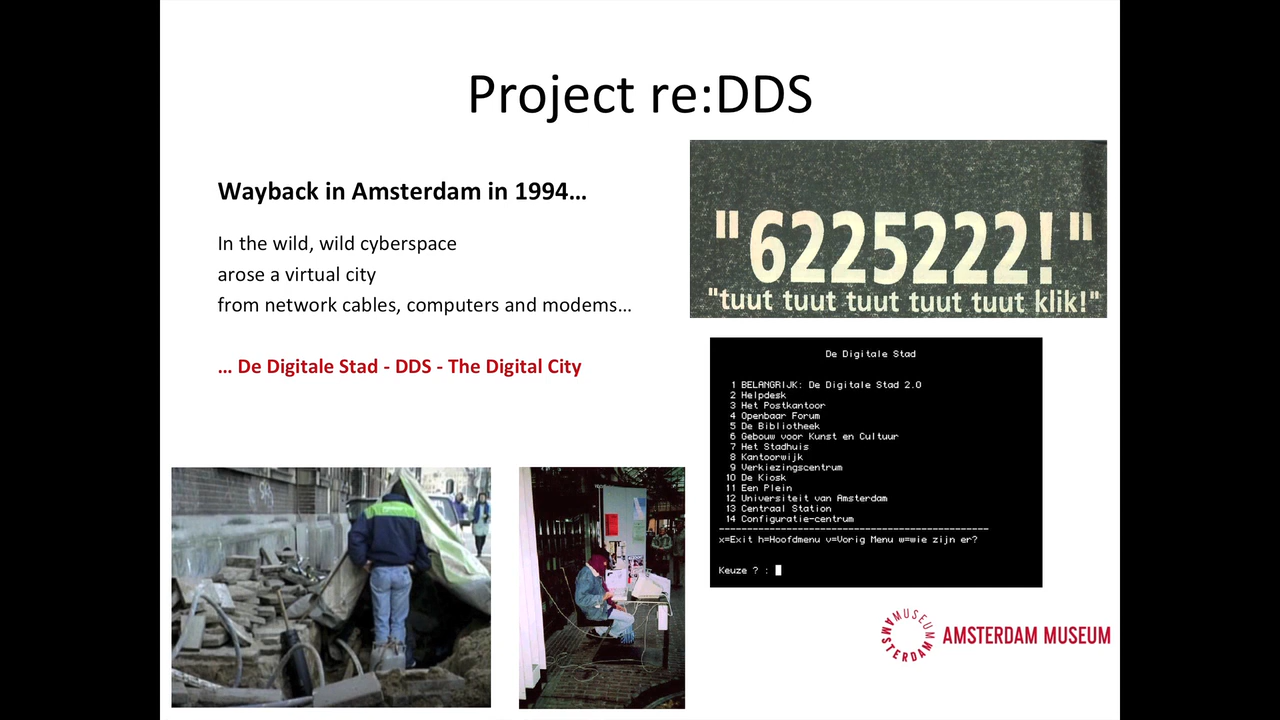 Project re:DDS
Wayback in Amsterdam in 1994…
In the wild, wild cyberspace
arose a virtual city
from network cables, computers and modems…
… De Digitale Stad - DDS - The Digital City
"6225222!"
"tuut tuut tuut tuut tuut klik!"
De Digitale Stad
1 BELANGRIJK: De Digitale Stad 2.0
2 Helpdesk
3 Het Postkantoor
4 Openbaar Forum
5 De Bibliotheek
6 Gebouw voor Kunst en Cultuur
7 Het Stadhuis
8 Kantoorwijk
9 Verkiezingscentrum
10 De Kiosk
11 Een Plein
12 Universiteit van Amsterdam
13 Centraal Station
14 Configuratie-centrum
x=Exit h=Hoofdmenu v=Vorig Menu w=wie zijn er?
Keuze ? :
AMSTERDAM MUSEUM
AMSTERDAM MUSEUM